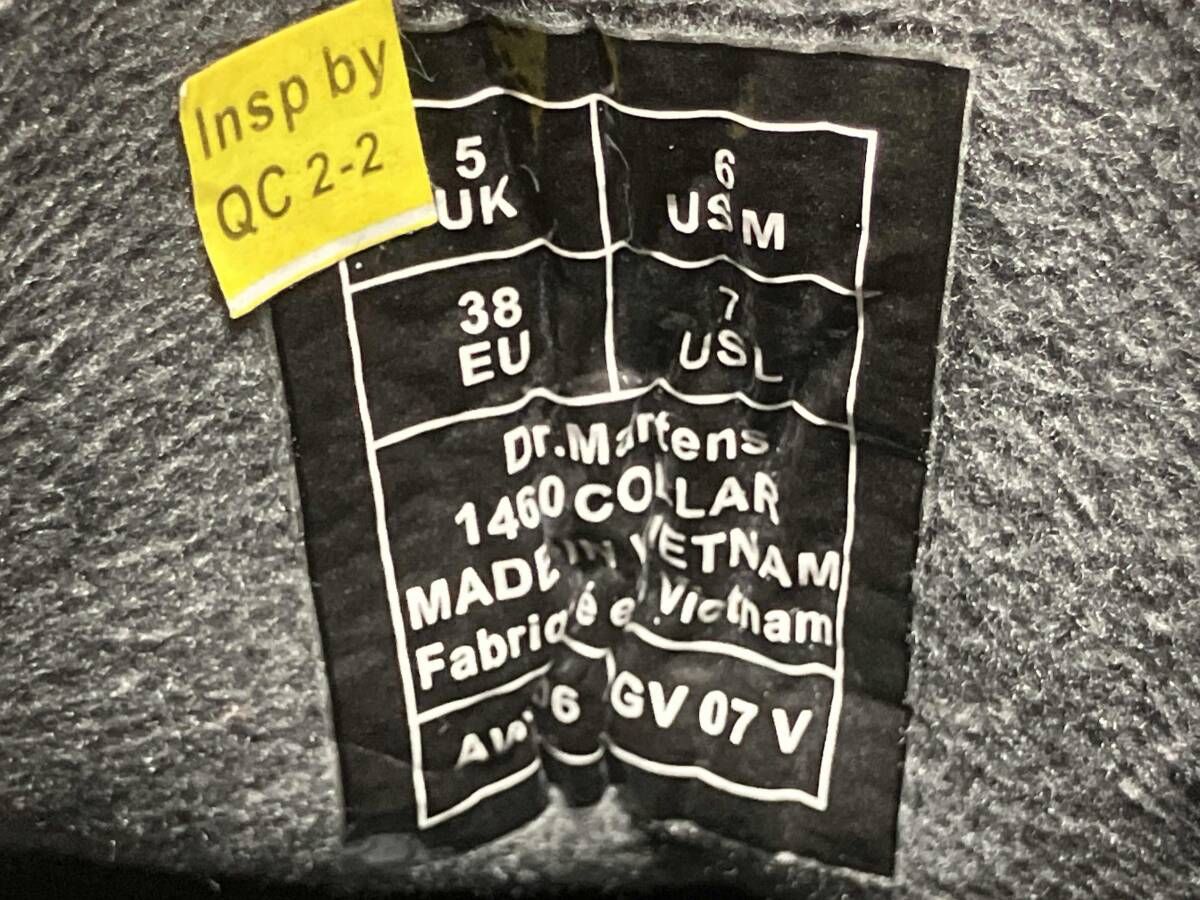 Insp by
QC 2-2
5
UK
6
USM
38
EU
7
USL
Dr.Martens
1460 COLLAR
MADE IN VIETNAM
Fabriqué en Vietnam
GV 07 V